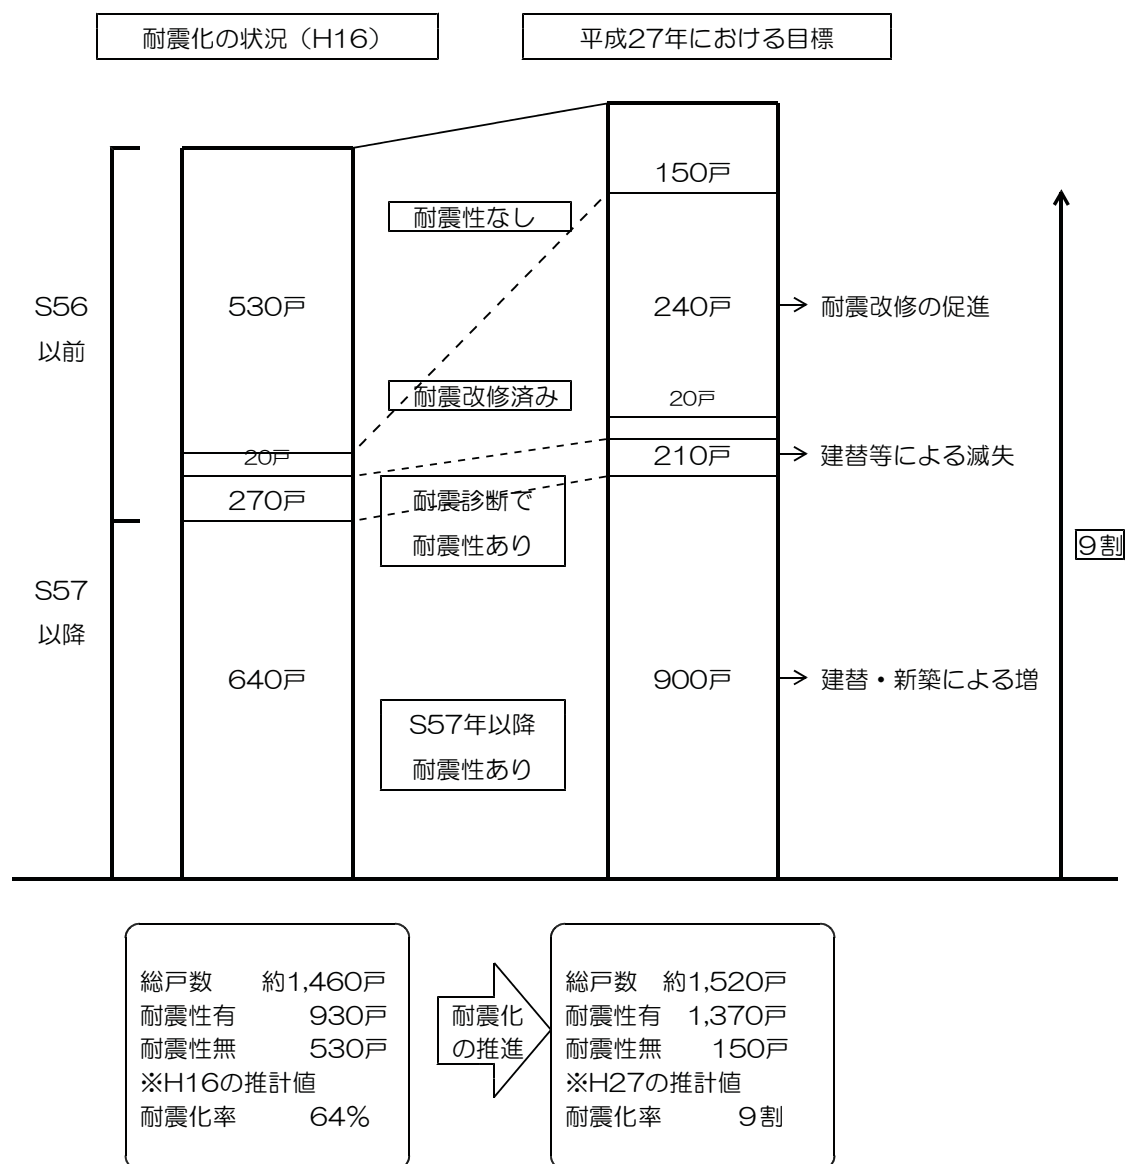 耐震化の状況（H16）
平成27年における目標
150戸
耐震性なし
S56
以前
530戸
240戸
耐震改修の促進
耐震改修済み
20戸
20戸
210戸
建替等による滅失
270戸
耐震診断で
耐震性あり
9割
S57
以降
640戸
900戸
建替・新築による増
S57年以降
耐震性あり
総戸数 約1,460戸
耐震性有 930戸
耐震性無 530戸
※H16の推計値
耐震化率 64%
耐震化
の推進
総戸数 約1,520戸
耐震性有 1,370戸
耐震性無 150戸
※H27の推計値
耐震化率 9割